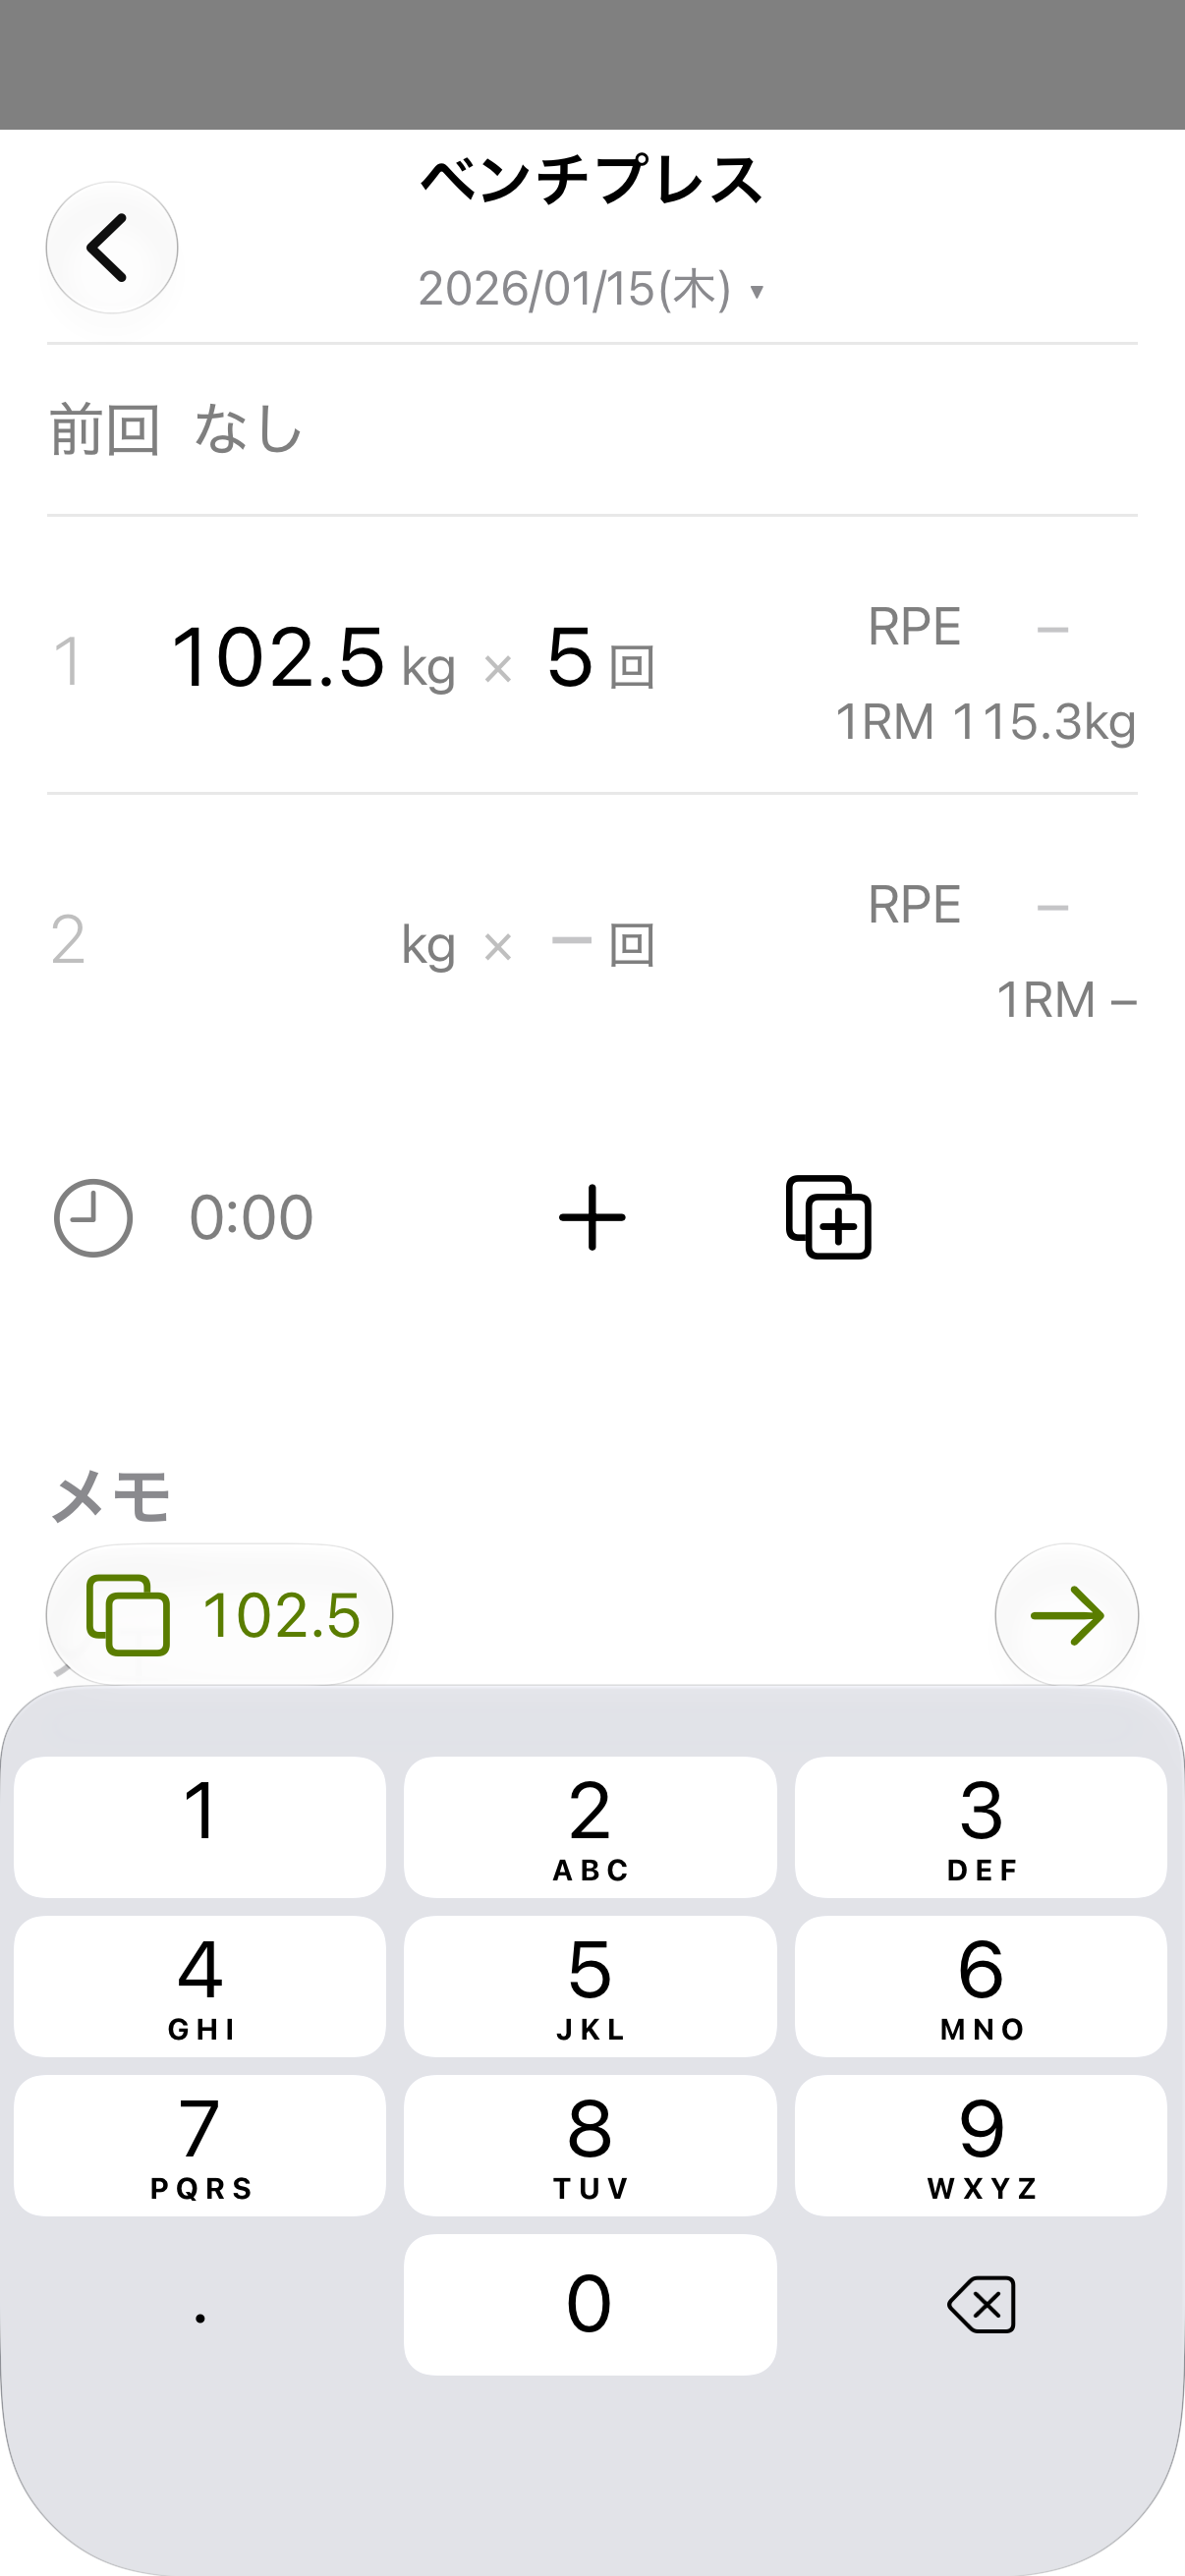 ベンチプレス
2026/01/15(木) ▼
前回 なし
1 102.5 kg × 5 回 RPE –
1RM 115.3kg
2 kg × – 回 RPE –
1RM –
0:00
メモ
102.5
1 2 3
ABC DEF
4 5 6
GHI JKL MNO
7 8 9
PQRS TUV WXYZ
. 0